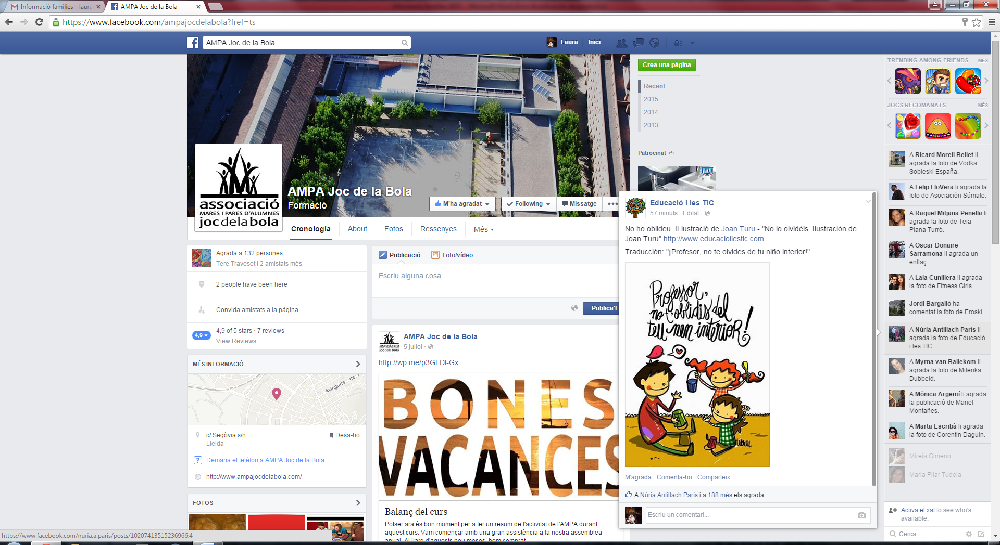 Informació families - laura
AMPA Joc de la Bola
https://www.facebook.com/ampajocdelabola?fref=ts
AMPA Joc de la Bola
Laura
Inici
associació
MARES I PARES D'ALUMNES
jocdelabola
AMPA Joc de la Bola
Formació
M'ha agradat
Following
Missatge
Cronologia
About
Fotos
Ressenyes
Més
Agrada a 132 persones
Tere Traveset i 2 amistats més
2 people have been here
Convida amistats a la pàgina
4,9
4,9 of 5 stars · 7 reviews
View Reviews
MÉS INFORMACIÓ
Avinguda de
c/ Segòvia s/n
Lleida
Desa-ho
Demana el telèfon a AMPA Joc de la Bola
http://www.ampajocdelabola.com/
FOTOS
https://www.facebook.com/nuria.a.paris/posts/10207413515236966:4
Publicació
Foto/vídeo
Escriu alguna cosa...
Publica'l
associació
jocdelabola
AMPA Joc de la Bola
5 juliol ·
http://wp.me/p3GLDI-Gx
BONES
VACANCES
Balanç del curs
Potser ara és bon moment per a fer un resum de l'activitat de l'AMPA durant
aquest curs. Vam començar amb una gran assistència a la nostra assemblea
Crea una pàgina
Recent
2015
2014
2013
Patrocinat
VIAKAL
Educació i les TIC
57 minuts · Editat ·
No ho oblideu. Il·lustració de Joan Turu - "No lo olvidéis. Ilustración de
Joan Turu" http://www.educacioilestic.com
Traducción: "¡Profesor, no te olvides de tu niño interior!"
Professor,
no t'oblidis del
teu nen interior!
turu
M'agrada · Comenta-ho · Comparteix
A Núria Antillach París i a 188 més els agrada.
Escriu un comentari...
TRENDING AMONG FRIENDS
MÉS
JOCS RECOMANATS
MÉS
A Ricard Morell Bellet li
agrada la foto de Vodka
Sobieski España.
A Felip LloVera li agrada la
foto de Asociación Súmate.
A Raquel Mitjana Penella li
agrada la foto de Teia
Plana Turró.
A Oscar Donaire
Sarramona li agrada un
enllaç.
A Laia Cunillera li agrada
la foto de Fitness Girls.
Jordi Bargalló ha
comentat la foto de Eroski.
A Núria Antillach París li
agrada la foto de Educació
i les TIC.
A Myrna van Ballekom li
agrada la foto de Milenka
Dubbeld.
A Mònica Argemí li agrada
la publicació de Manel
Montañes.
A Marta Escribà li agrada
la foto de Corentin Daguin.
Mireia Gimeno
Maria Pilar Tudela
Activa el xat to see who's
available.
Cerca